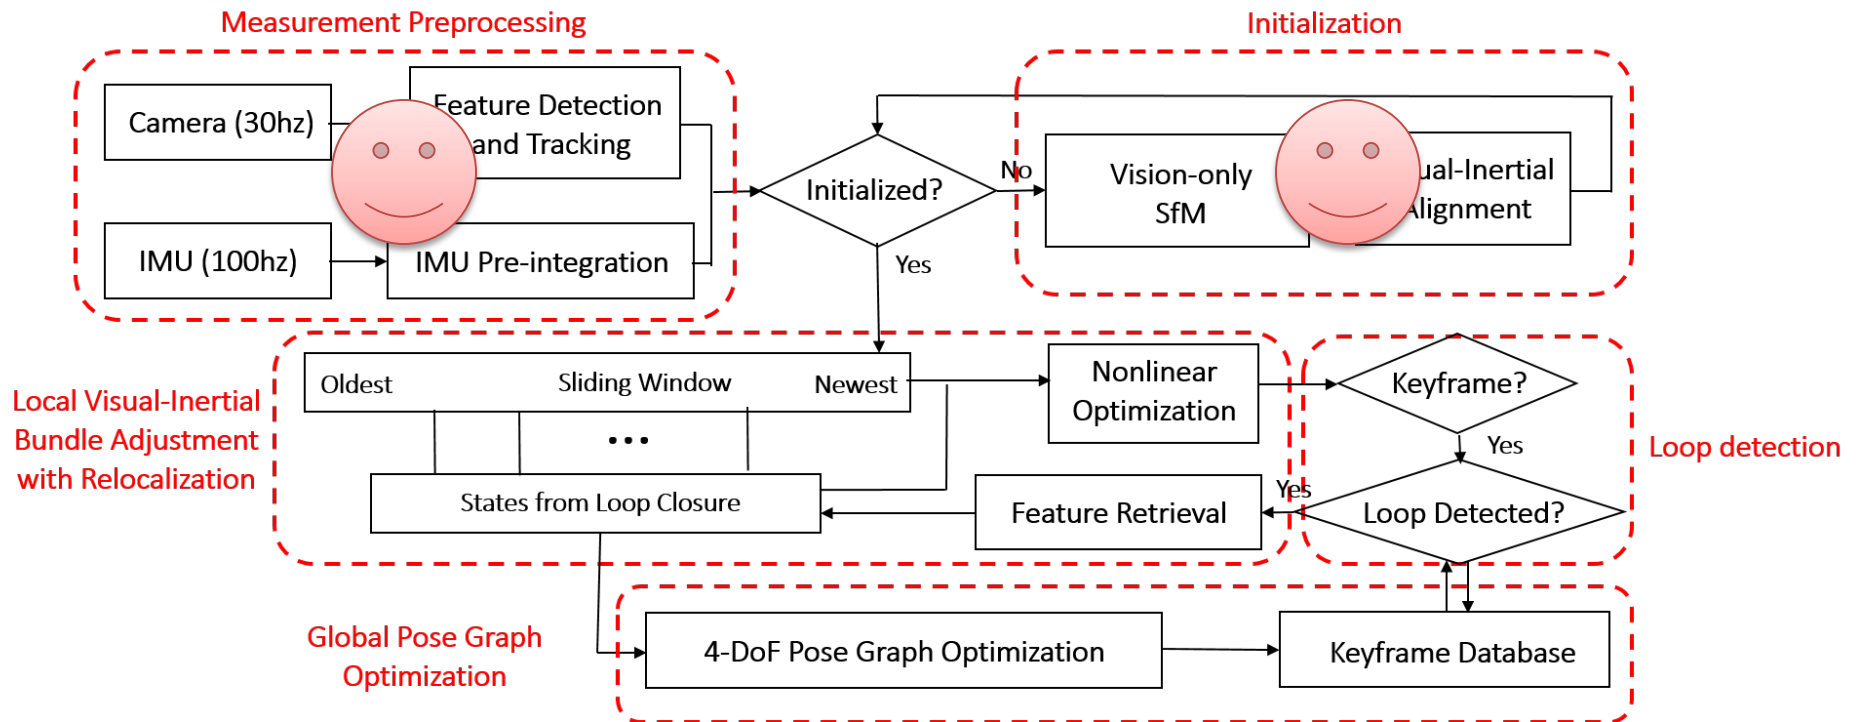 Measurement Preprocessing
Initialization
Camera (30hz)
Feature Detection
and Tracking
IMU (100hz)
IMU Pre-integration
Initialized?
No
Yes
Vision-only
SfM
ual-Inertial
Alignment
Local Visual-Inertial
Bundle Adjustment
with Relocalization
Oldest
Sliding Window
Newest
...
States from Loop Closure
Nonlinear
Optimization
Feature Retrieval
Keyframe?
Yes
Loop Detected?
Yes
Loop detection
Global Pose Graph
Optimization
4-DoF Pose Graph Optimization
Keyframe Database